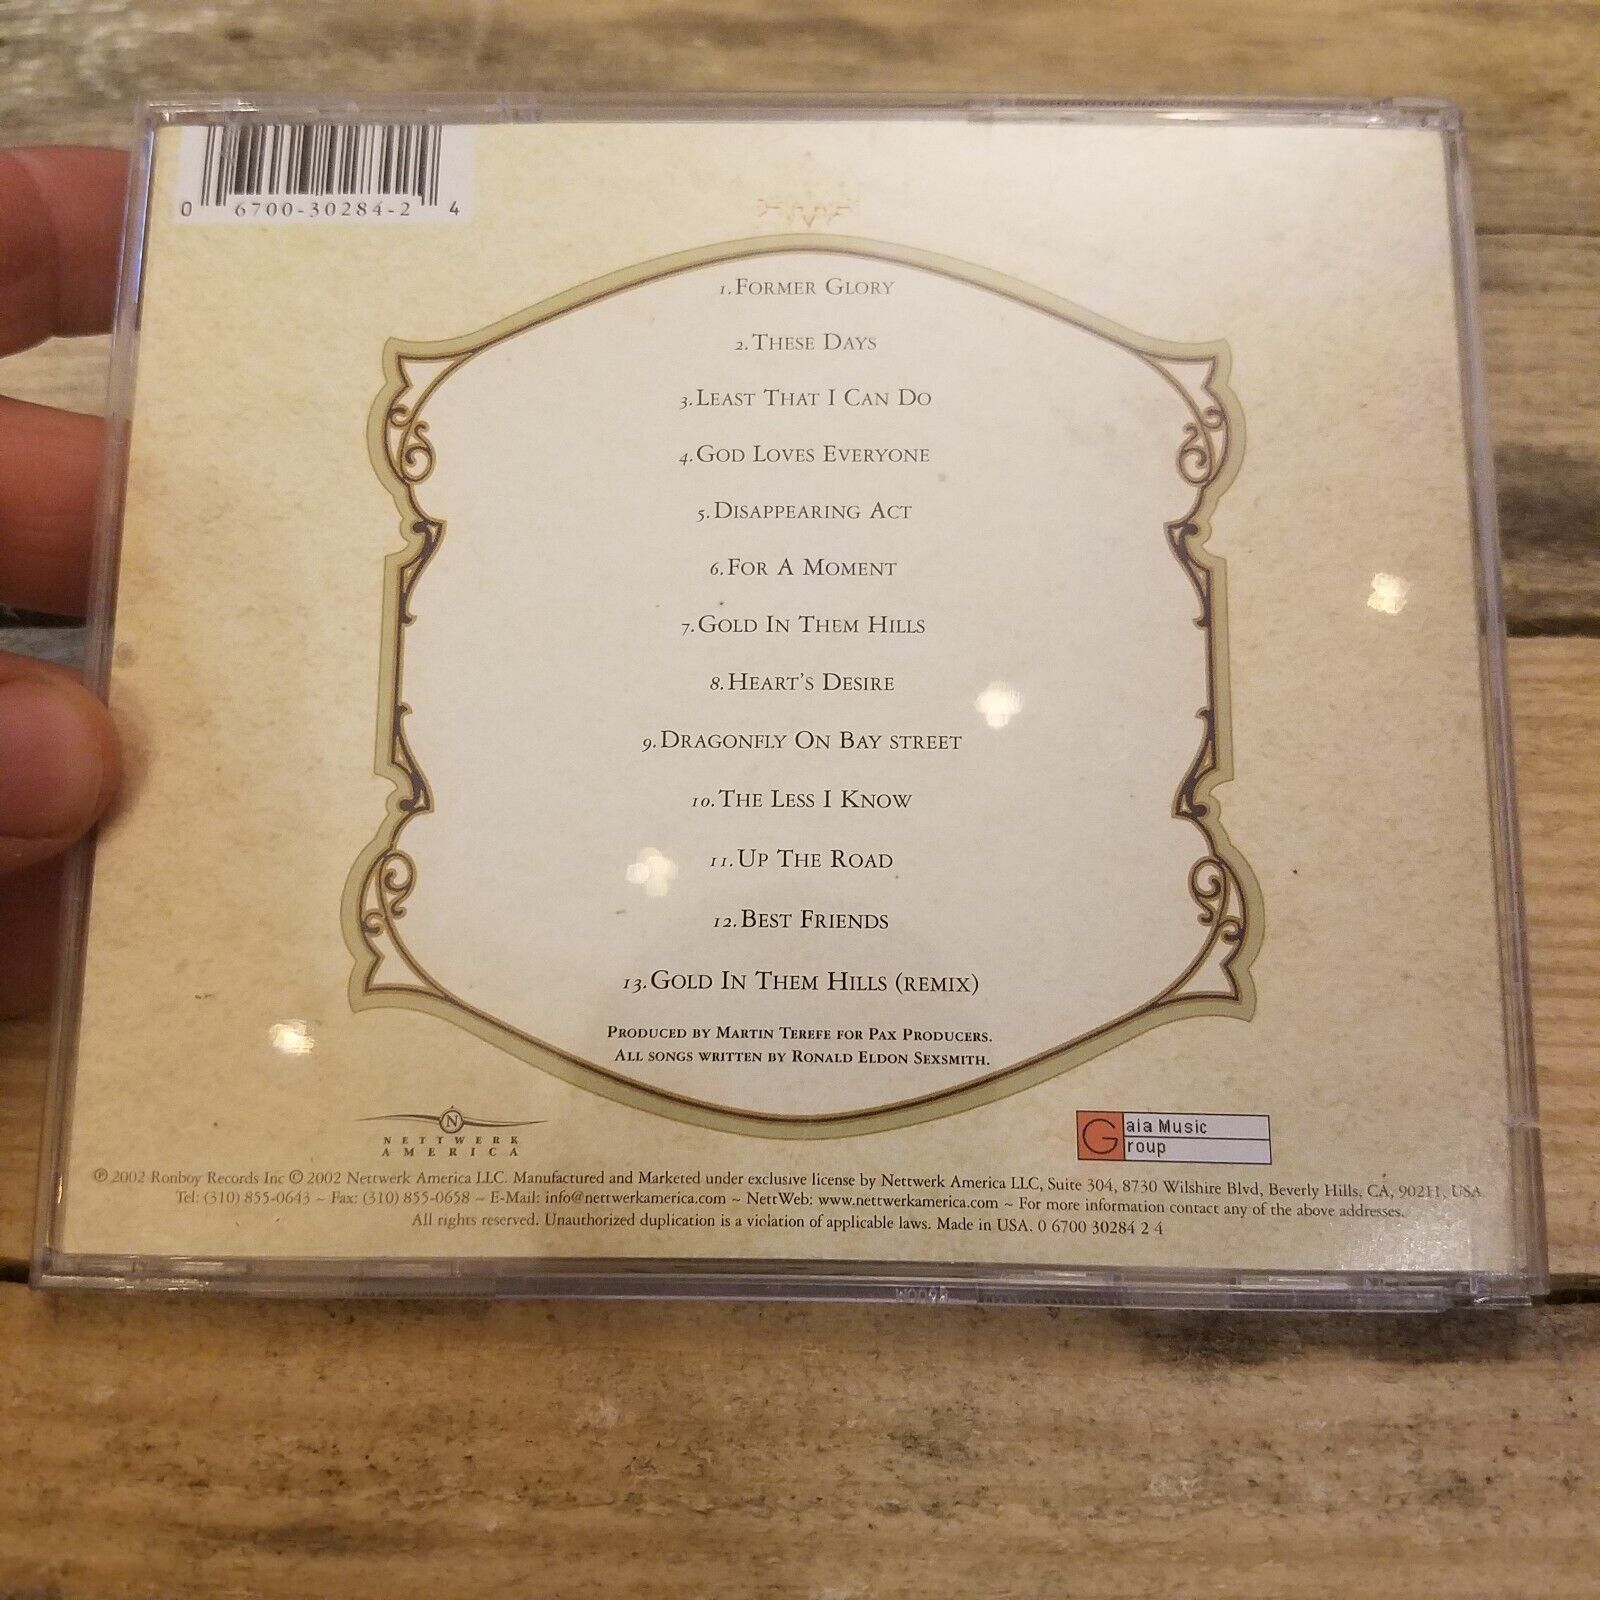 0 6700-30284-2 4
1. FORMER GLORY
2. THESE DAYS
3. LEAST THAT I CAN DO
4. GOD LOVES EVERYONE
5. DISAPPEARING ACT
6. FOR A MOMENT
7. GOLD IN THEM HILLS
8. HEART'S DESIRE
9. DRAGONFLY ON BAY STREET
10. THE LESS I KNOW
11. UP THE ROAD
12. BEST FRIENDS
13. GOLD IN THEM HILLS (REMIX)
PRODUCED BY MARTIN TEREFE FOR PAX PRODUCERS.
ALL SONGS WRITTEN BY RONALD ELDON SEXSMITH.
N
NETTWERK
AMERICA
Gala Music
Group
℗ 2002 Ronboy Records Inc © 2002 Nettwerk America LLC. Manufactured and Marketed under exclusive license by Nettwerk America LLC, Suite 304, 8730 Wilshire Blvd, Beverly Hills, CA, 90211, USA
Tel: (310) 855-0643 ~ Fax: (310) 855-0658 ~ E-Mail: info@nettwerkamerica.com ~ NettWeb: www.nettwerkamerica.com ~ For more information contact any of the above addresses.
All rights reserved. Unauthorized duplication is a violation of applicable laws. Made in USA. 0 6700 30284 2 4